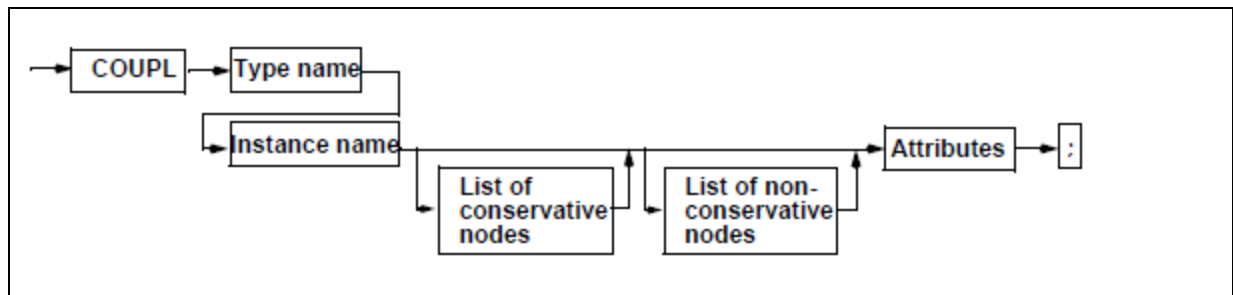 COUPL
Type name
Instance name
Attributes
;
List of
conservative
nodes
List of non-
conservative
nodes